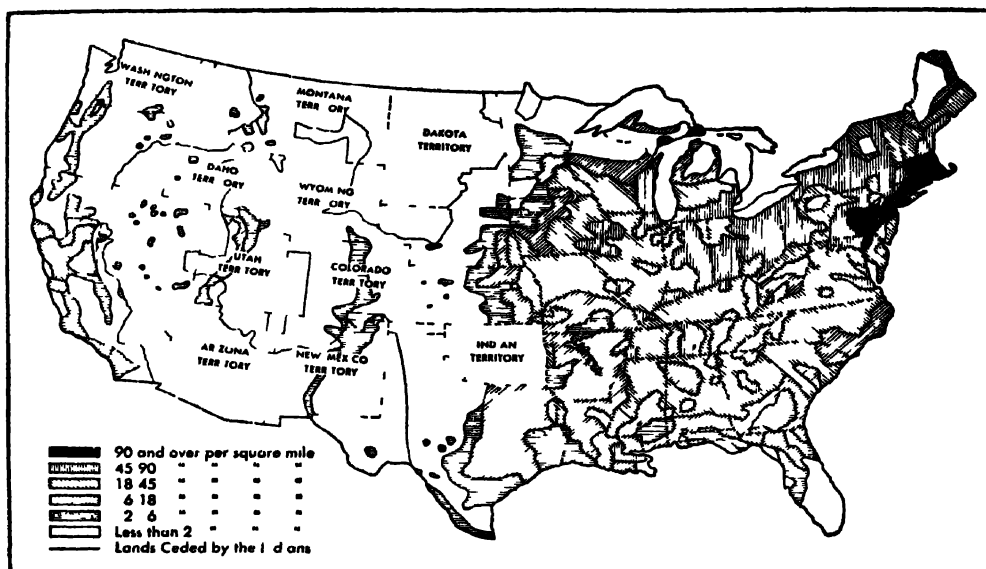 WASH NGTON
TERR TORY
MONTANA
TERR ORY
DAKOTA
TERRITORY
DAHO
TERR ORY
WYOM NG
TERR ORY
UTAH
TERR TORY
COLORADO
TERR TORY
IND AN
TERRITORY
AR ZONA
TERR TORY
NEW MEX CO
TERR TORY
90 and over per square mile
45 90 " " " "
18 45 " " " "
6 18 " " " "
2 6 " " " "
Less than 2 " " " "
Lands Ceded by the I d ans